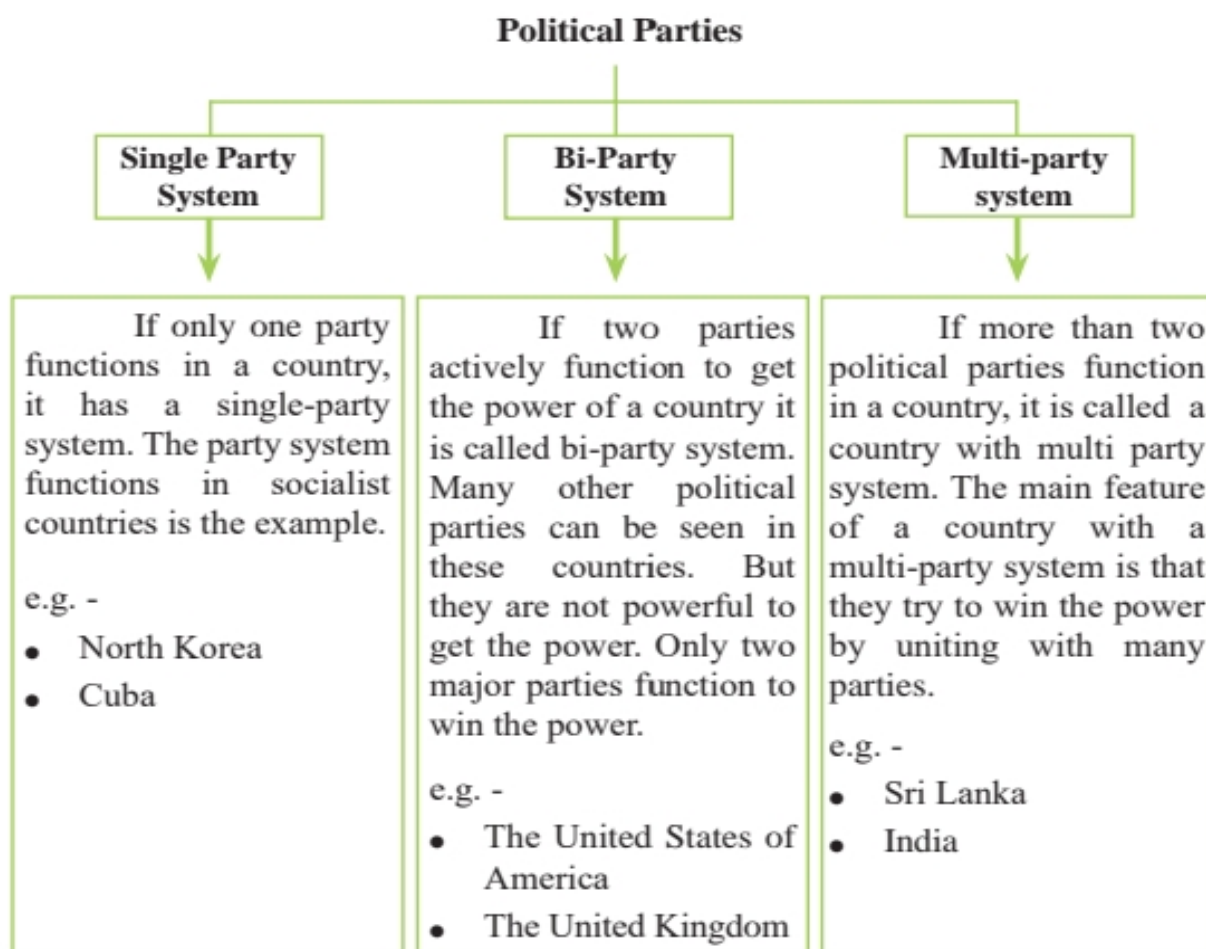 Political Parties
Single Party
System
Bi-Party
System
Multi-party
system
If only one party
functions in a country,
it has a single-party
system. The party system
functions in socialist
countries is the example.
e.g. -
• North Korea
• Cuba
If two parties
actively function to get
the power of a country it
is called bi-party system.
Many other political
parties can be seen in
these countries. But
they are not powerful to
get the power. Only two
major parties function to
win the power.
e.g. -
• The United States of
America
• The United Kingdom
If more than two
political parties function
in a country, it is called a
country with multi party
system. The main feature
of a country with a
multi-party system is that
they try to win the power
by uniting with many
parties.
e.g. -
• Sri Lanka
• India